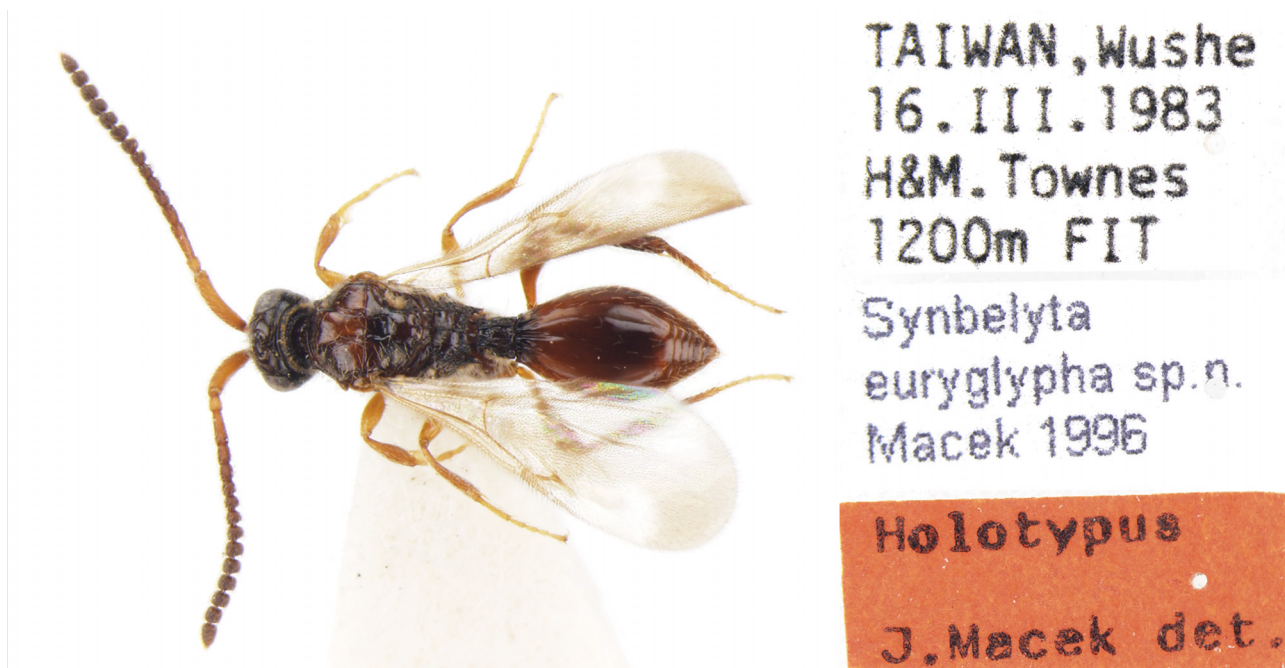 TAIWAN,Wushe
16.III.1983
H&M.Townes
1200m FIT
Synbelyta
euryglypha sp.n.
Macek 1996
Holotypus
J.Macek det.